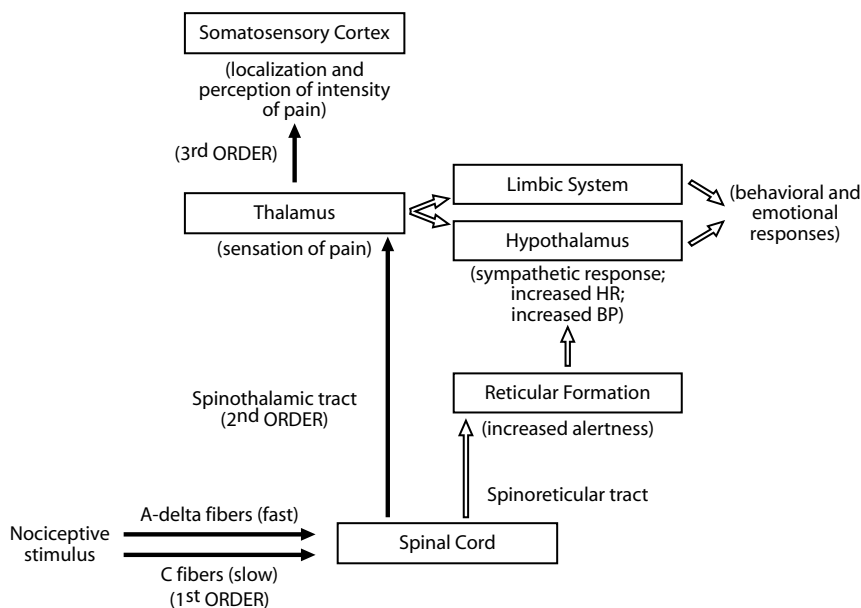 Somatosensory Cortex
(localization and
perception of intensity
of pain)
(3rd ORDER)
Thalamus
(sensation of pain)
Limbic System
Hypothalamus
(behavioral and
emotional
responses)
(sympathetic response;
increased HR;
increased BP)
Reticular Formation
(increased alertness)
Spinothalamic tract
(2nd ORDER)
Spinoreticular tract
Nociceptive
stimulus
A-delta fibers (fast)
C fibers (slow)
(1st ORDER)
Spinal Cord